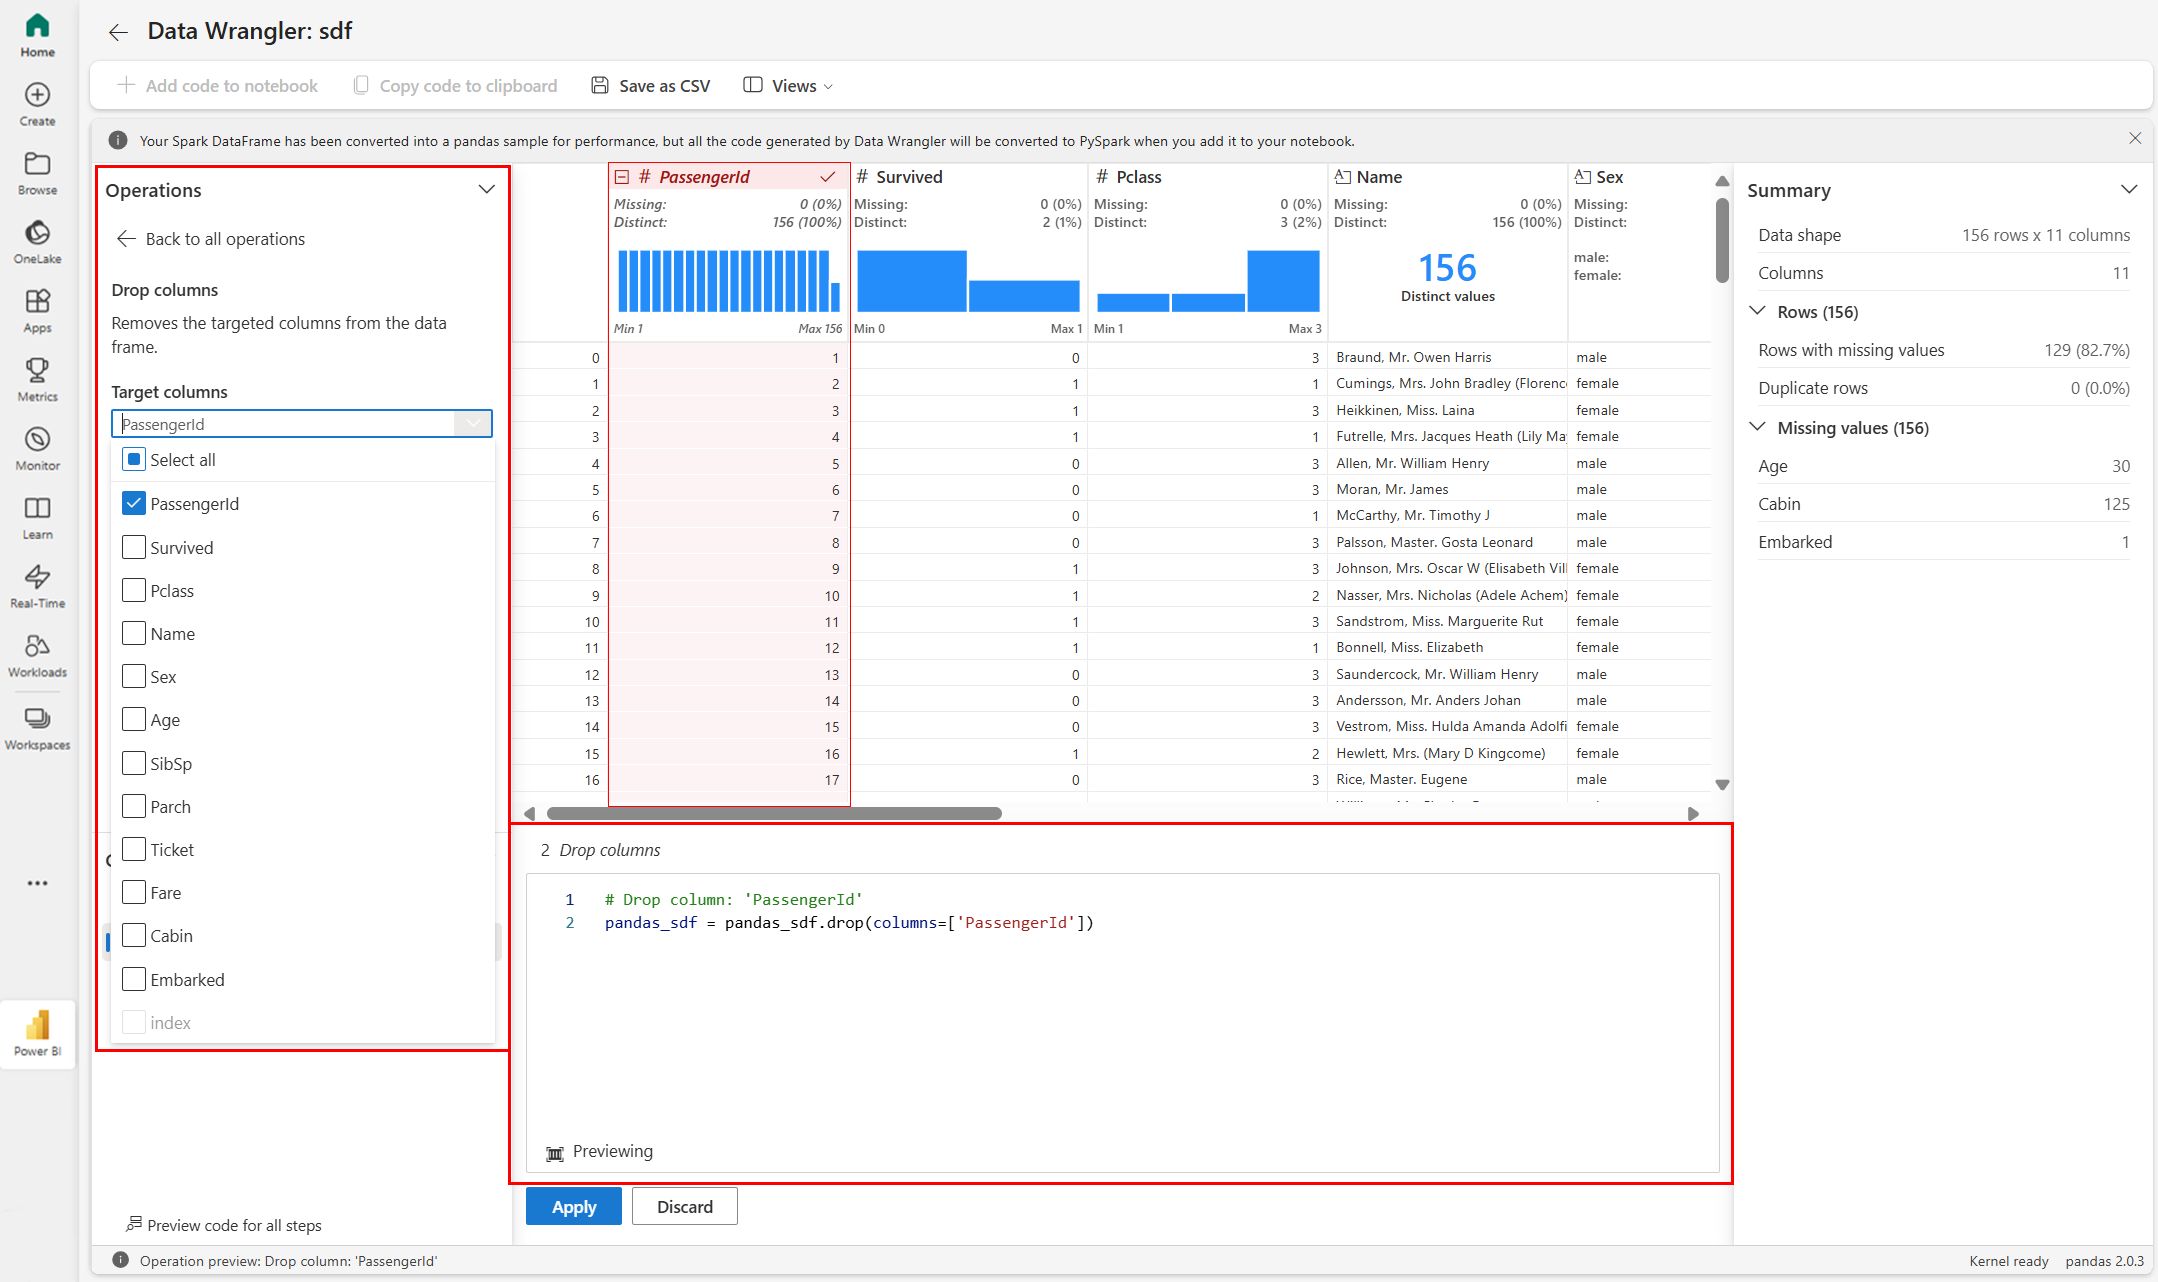 Home
Create
Browse
OneLake
Apps
Metrics
Monitor
Learn
Real-Time
Workloads
Workspaces
Power BI
Data Wrangler: sdf
Add code to notebook
Copy code to clipboard
Save as CSV
Views
Your Spark DataFrame has been converted into a pandas sample for performance, but all the code generated by Data Wrangler will be converted to PySpark when you add it to your notebook.
Operations
Back to all operations
Drop columns
Removes the targeted columns from the data
frame.
Target columns
PassengerId
Select all
PassengerId
Survived
Pclass
Name
Sex
Age
SibSp
Parch
Ticket
Fare
Cabin
Embarked
index
Preview code for all steps
# PassengerId # Survived # Pclass Name Sex
Missing: 0 (0%) Missing: 0 (0%) Missing: 0 (0%) Missing: 0 (0%) Missing:
Distinct: 156 (100%) Distinct: 2 (1%) Distinct: 3 (2%) Distinct: 156 (100%) Distinct:
156
Distinct values
male:
female:
Min 1 Max 156 Min 0 Max 1 Min 1 Max 3
0 1 0 3 Braund, Mr. Owen Harris male
1 2 1 1 Cumings, Mrs. John Bradley (Florenc female
2 3 1 3 Heikkinen, Miss. Laina female
3 4 1 1 Futrelle, Mrs. Jacques Heath (Lily Ma female
4 5 0 3 Allen, Mr. William Henry male
5 6 0 3 Moran, Mr. James male
6 7 0 1 McCarthy, Mr. Timothy J male
7 8 0 3 Palsson, Master. Gosta Leonard male
8 9 1 3 Johnson, Mrs. Oscar W (Elisabeth Vil female
9 10 1 2 Nasser, Mrs. Nicholas (Adele Achem) female
10 11 1 3 Sandstrom, Miss. Marguerite Rut female
11 12 1 1 Bonnell, Miss. Elizabeth female
12 13 0 3 Saundercock, Mr. William Henry male
13 14 0 3 Andersson, Mr. Anders Johan male
14 15 0 3 Vestrom, Miss. Hulda Amanda Adolfi female
15 16 1 2 Hewlett, Mrs. (Mary D Kingcome) female
16 17 0 3 Rice, Master. Eugene male
2 Drop columns
1 # Drop column: 'PassengerId'
2 pandas_sdf = pandas_sdf.drop(columns=['PassengerId'])
Previewing
Apply
Discard
Summary
Data shape 156 rows x 11 columns
Columns 11
Rows (156)
Rows with missing values 129 (82.7%)
Duplicate rows 0 (0.0%)
Missing values (156)
Age 30
Cabin 125
Embarked 1
Operation preview: Drop column: 'PassengerId'
Kernel ready
pandas 2.0.3